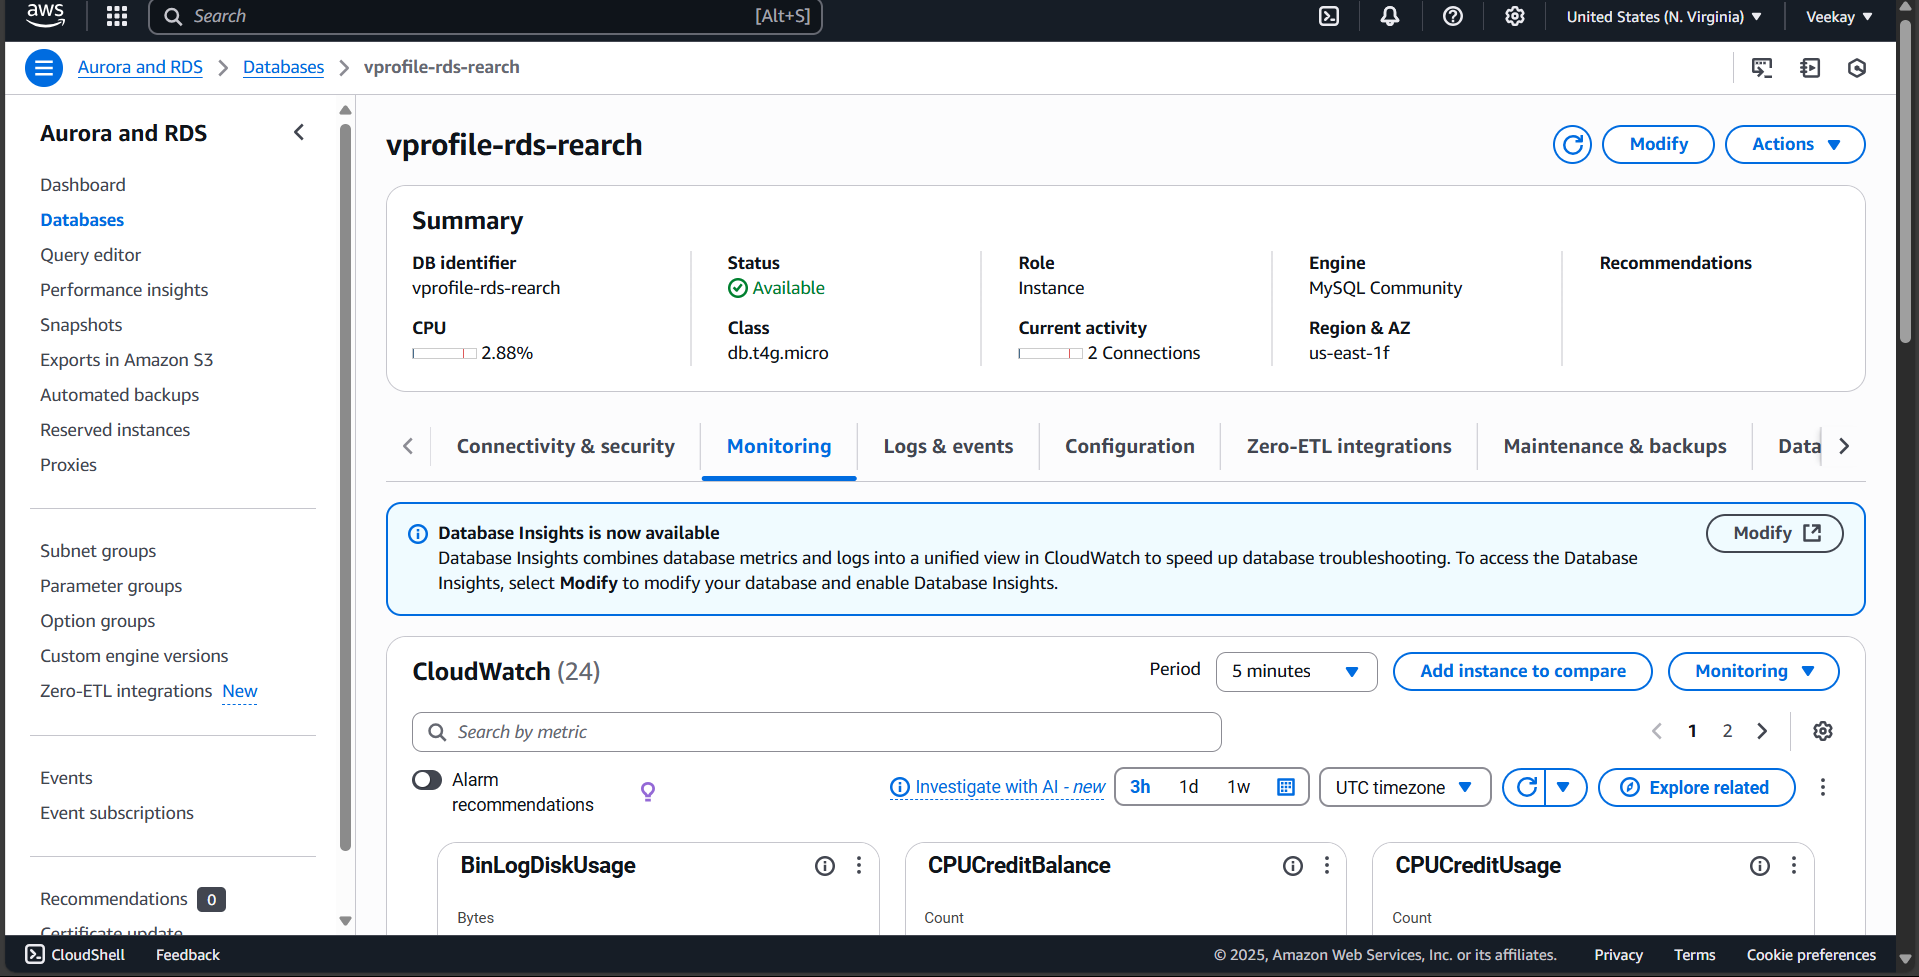 aws
Search
[Alt+S]
United States (N. Virginia)
Veekay
Aurora and RDS
Databases
vprofile-rds-rearch
Aurora and RDS
Dashboard
Databases
Query editor
Performance insights
Snapshots
Exports in Amazon S3
Automated backups
Reserved instances
Proxies
Subnet groups
Parameter groups
Option groups
Custom engine versions
Zero-ETL integrations New
Events
Event subscriptions
Recommendations 0
Certificate update
vprofile-rds-rearch
Modify
Actions
Summary
DB identifier
vprofile-rds-rearch
Status
Available
Role
Instance
Engine
MySQL Community
Recommendations
CPU
2.88%
Class
db.t4g.micro
Current activity
2 Connections
Region & AZ
us-east-1f
Connectivity & security
Monitoring
Logs & events
Configuration
Zero-ETL integrations
Maintenance & backups
Data
Database Insights is now available
Database Insights combines database metrics and logs into a unified view in CloudWatch to speed up database troubleshooting. To access the Database
Insights, select Modify to modify your database and enable Database Insights.
Modify
CloudWatch (24)
Period
5 minutes
Add instance to compare
Monitoring
Search by metric
1
2
Alarm
recommendations
Investigate with AI - new
3h
1d
1w
UTC timezone
Explore related
BinLogDiskUsage
Bytes
CPUCreditBalance
Count
CPUCreditUsage
Count
CloudShell
Feedback
© 2025, Amazon Web Services, Inc. or its affiliates.
Privacy
Terms
Cookie preferences